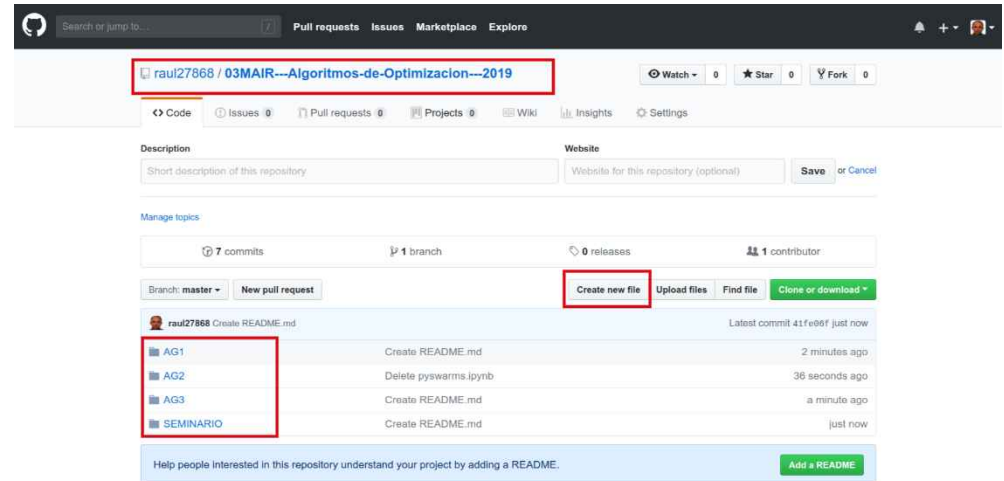 Search or jump to... / Pull requests Issues Marketplace Explore
raul27868 / 03MAIR---Algoritmos-de-Optimizacion---2019 Watch 0 Star 0 Fork 0
Code Issues 0 Pull requests 0 Projects 0 Wiki Insights Settings
Description Website
Short description of this repository Website for this repository (optional) Save or Cancel
Manage topics
7 commits 1 branch 0 releases 1 contributor
Branch: master New pull request Create new file Upload files Find file Clone or download
raul27868 Create README.md Latest commit 41fe06f just now
AG1 Create README.md 2 minutes ago
AG2 Delete pyswarms.ipynb 36 seconds ago
AG3 Create README.md a minute ago
SEMINARIO Create README.md just now
Help people interested in this repository understand your project by adding a README. Add a README